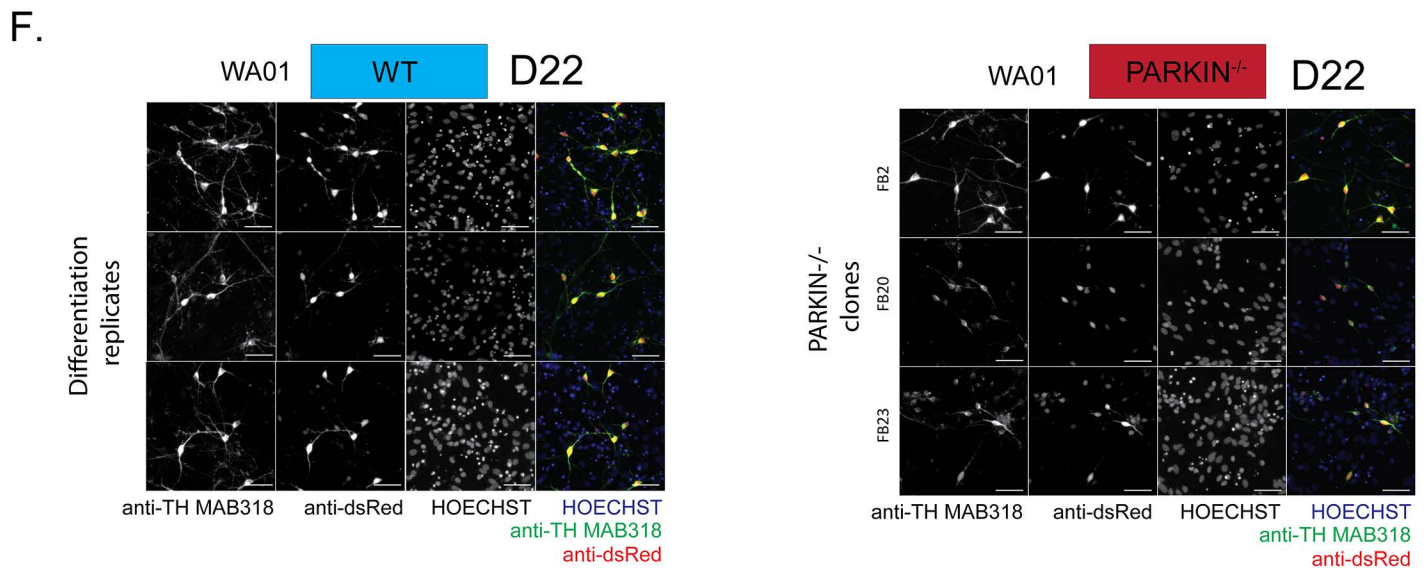 F.
WA01 WT D22
Differentiation
replicates
anti-TH MAB318 anti-dsRed HOECHST HOECHST
anti-TH MAB318
anti-dsRed
WA01 PARKIN-/- D22
PARKIN-/-
clones
FB2
FB20
FB23
anti-TH MAB318 anti-dsRed HOECHST HOECHST
anti-TH MAB318
anti-dsRed